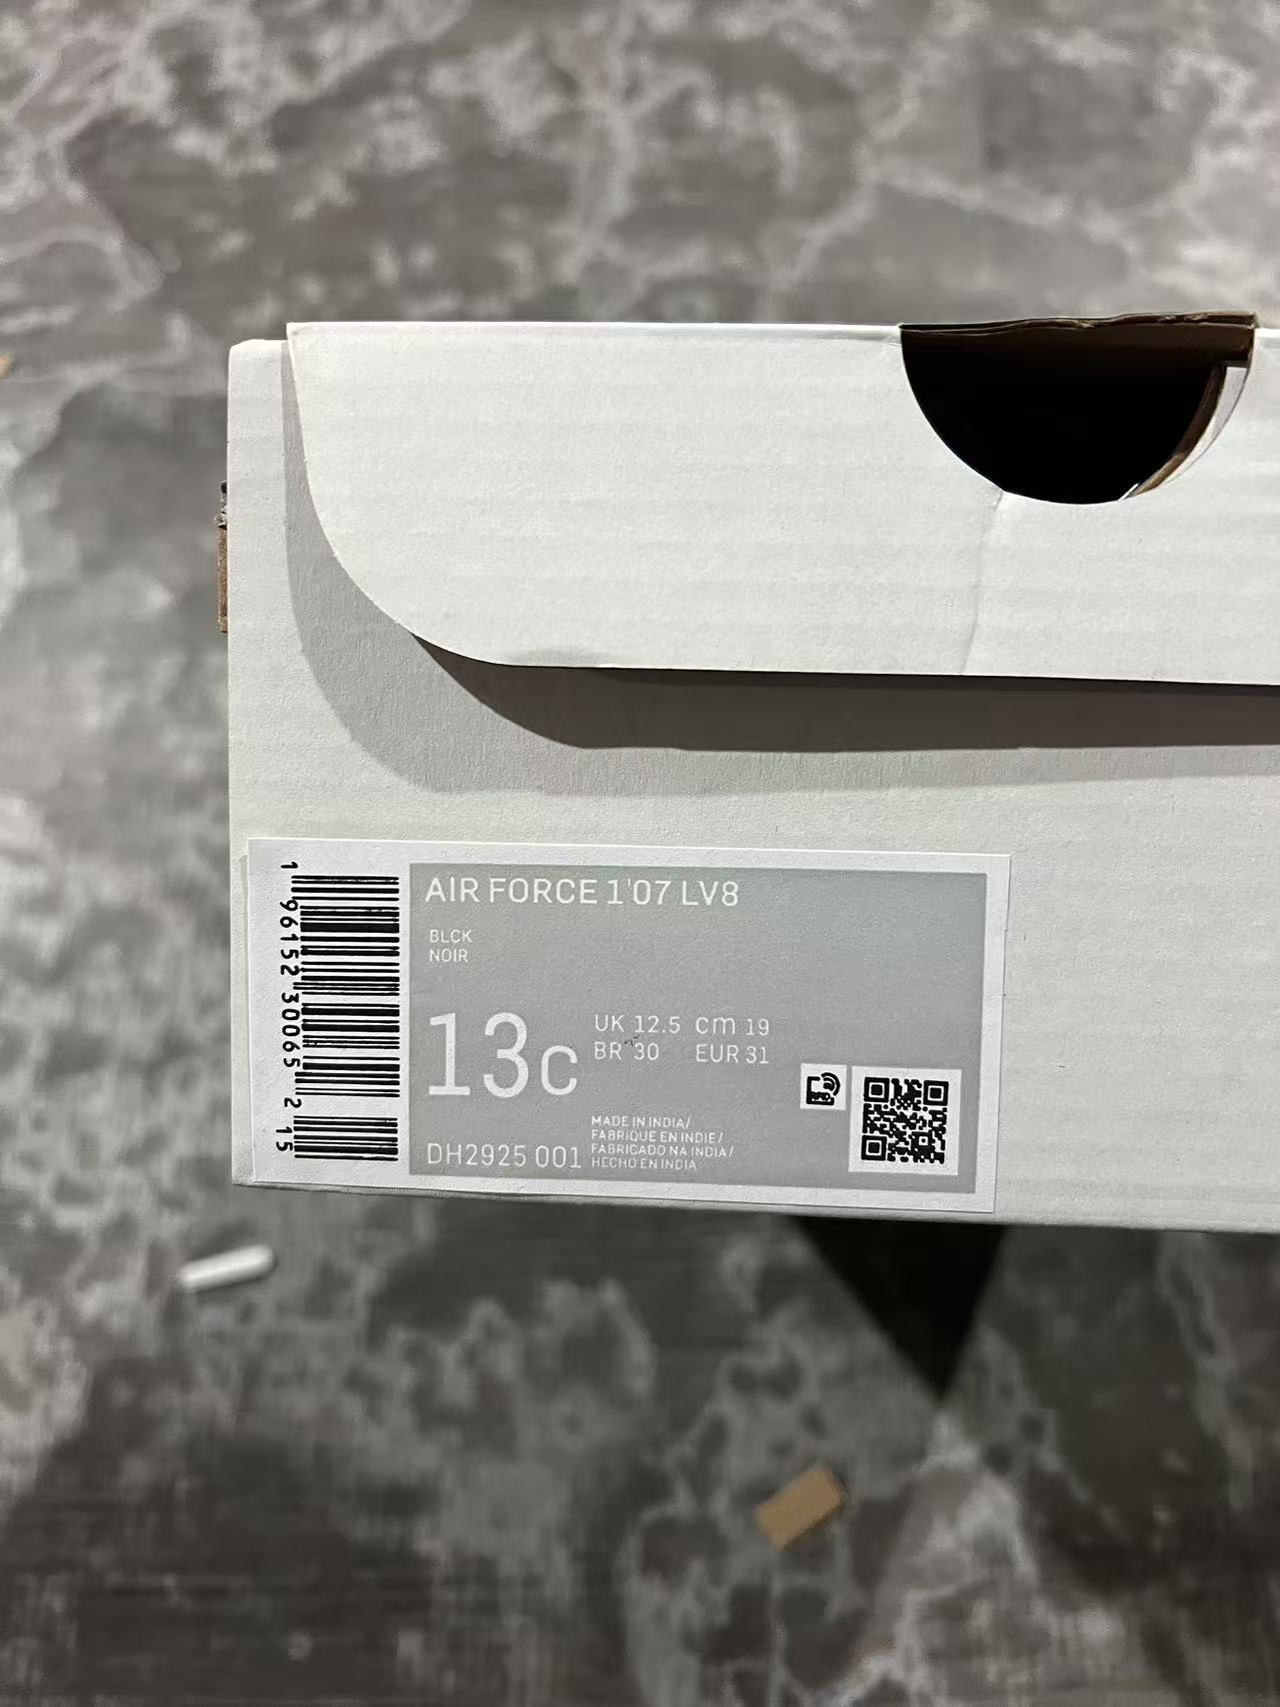 1 96152 30065 2 15
AIR FORCE 1'07 LV8
BLCK
NOIR
13C
UK 12.5 cm 19
BR 30 EUR 31
MADE IN INDIA/
FABRIQUE EN INDIE/
FABRICADO NA INDIA/
HECHO EN INDIA
DH2925 001